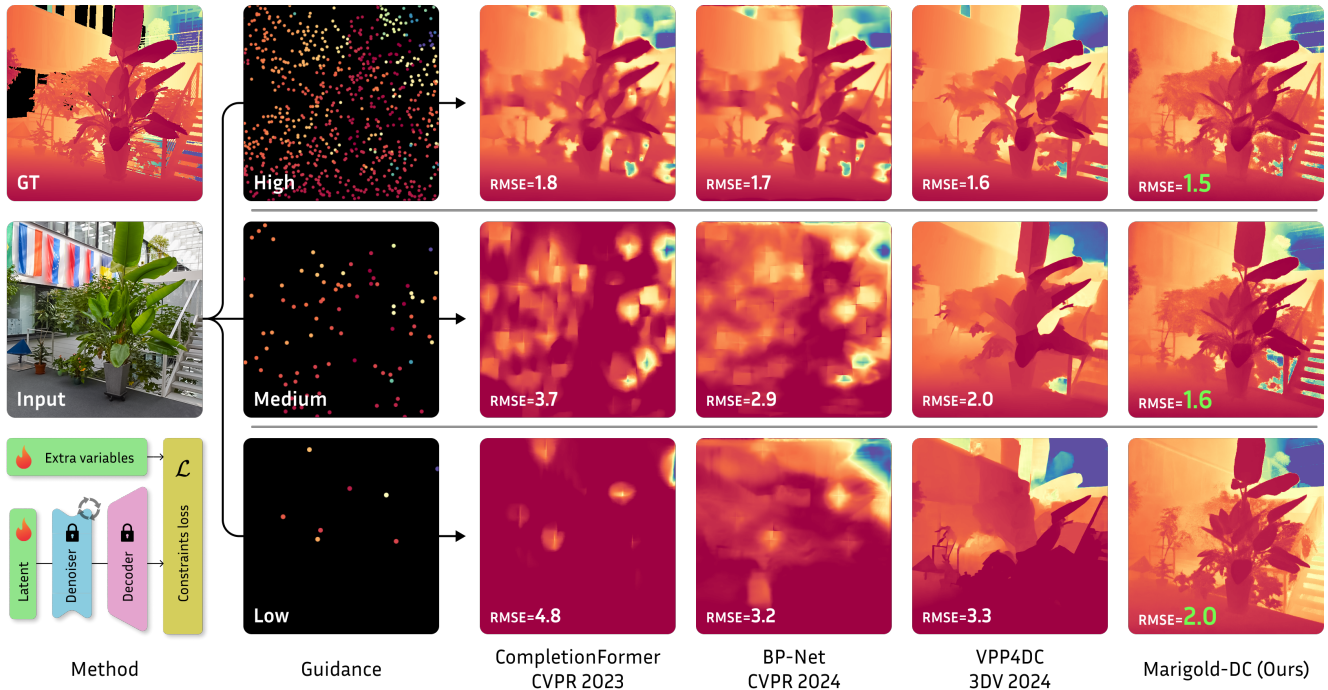 GT
High
RMSE=1.8
RMSE=1.7
RMSE=1.6
RMSE=1.5
Input
Medium
RMSE=3.7
RMSE=2.9
RMSE=2.0
RMSE=1.6
Extra variables
ℒ
Latent
Denoiser
Decoder
Constraints loss
Low
RMSE=4.8
RMSE=3.2
RMSE=3.3
RMSE=2.0
Method
Guidance
CompletionFormer
CVPR 2023
BP-Net
CVPR 2024
VPP4DC
3DV 2024
Marigold-DC (Ours)